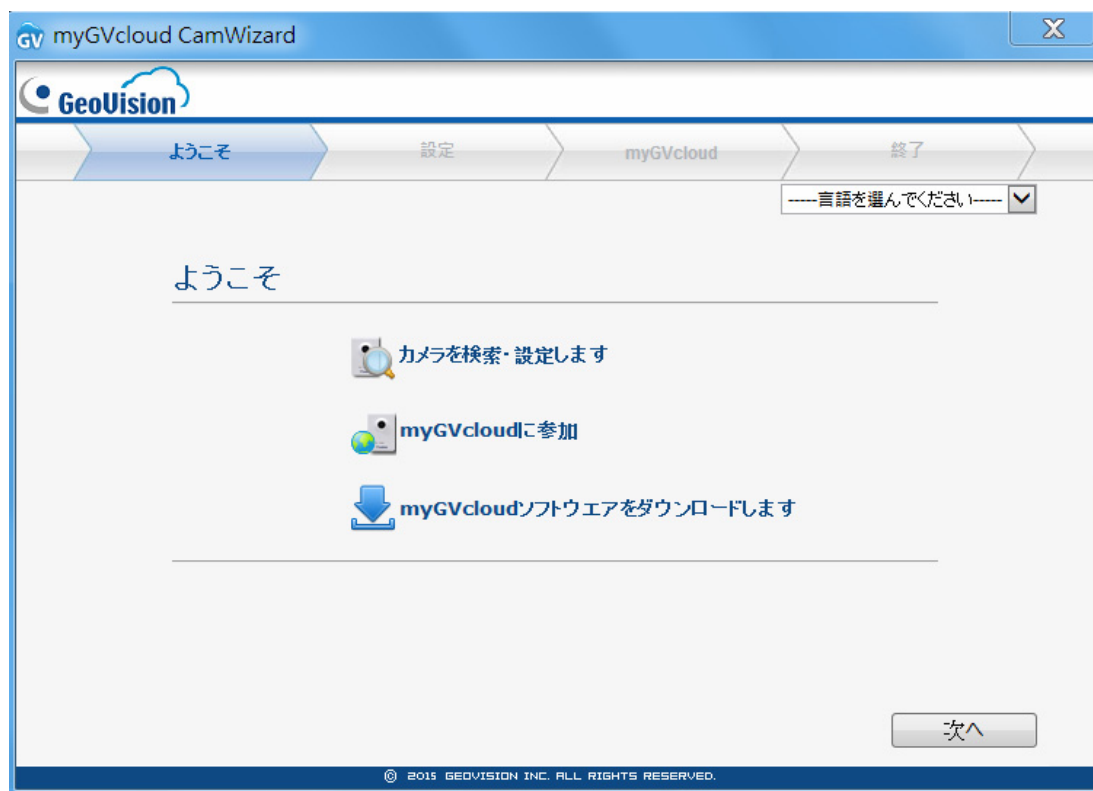 myGVcloud CamWizard
GeoVision
ようこそ
設定
myGVcloud
終了
-----言語を選んでください-----
ようこそ
カメラを検索・設定します
myGVcloudに参加
myGVcloudソフトウエアをダウンロードします
次へ
© 2015 GEOVISION INC. ALL RIGHTS RESERVED.